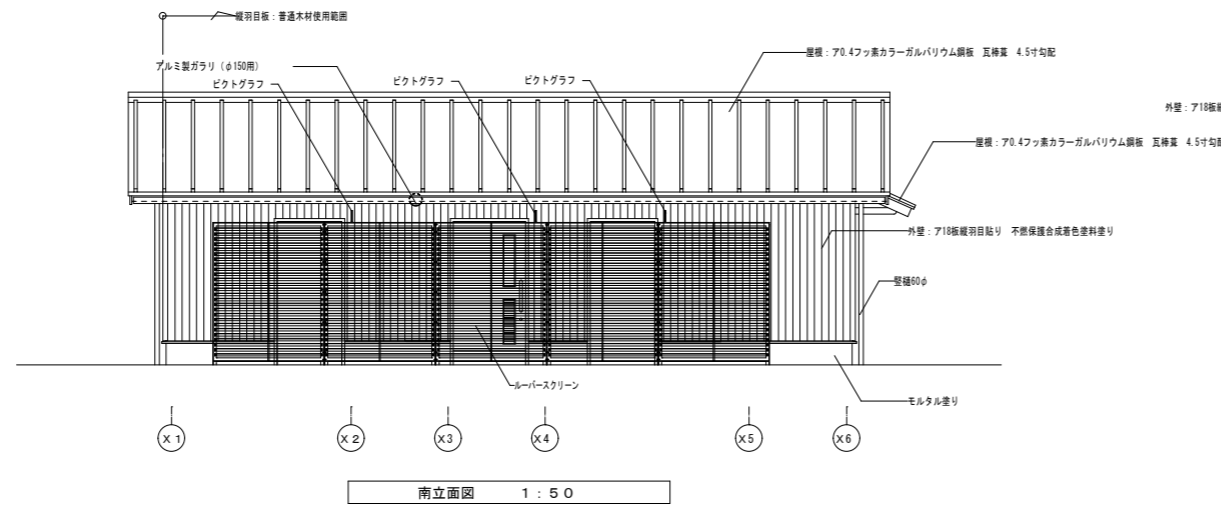 縦羽目板：普通木材使用範囲
屋根：ア0.4フッ素カラーガルバリウム鋼板　瓦棒葺　4.5寸勾配
アルミ製ガラリ（φ150用）
ピクトグラフ
ピクトグラフ
ピクトグラフ
外壁：ア18板縦
屋根：ア0.4フッ素カラーガルバリウム鋼板　瓦棒葺　4.5寸勾配
外壁：ア18板縦羽目貼り　不燃保護合成着色塗料塗り
竪樋60φ
ルーバースクリーン
モルタル塗り
X1
X2
X3
X4
X5
X6
南立面図　　　1：50